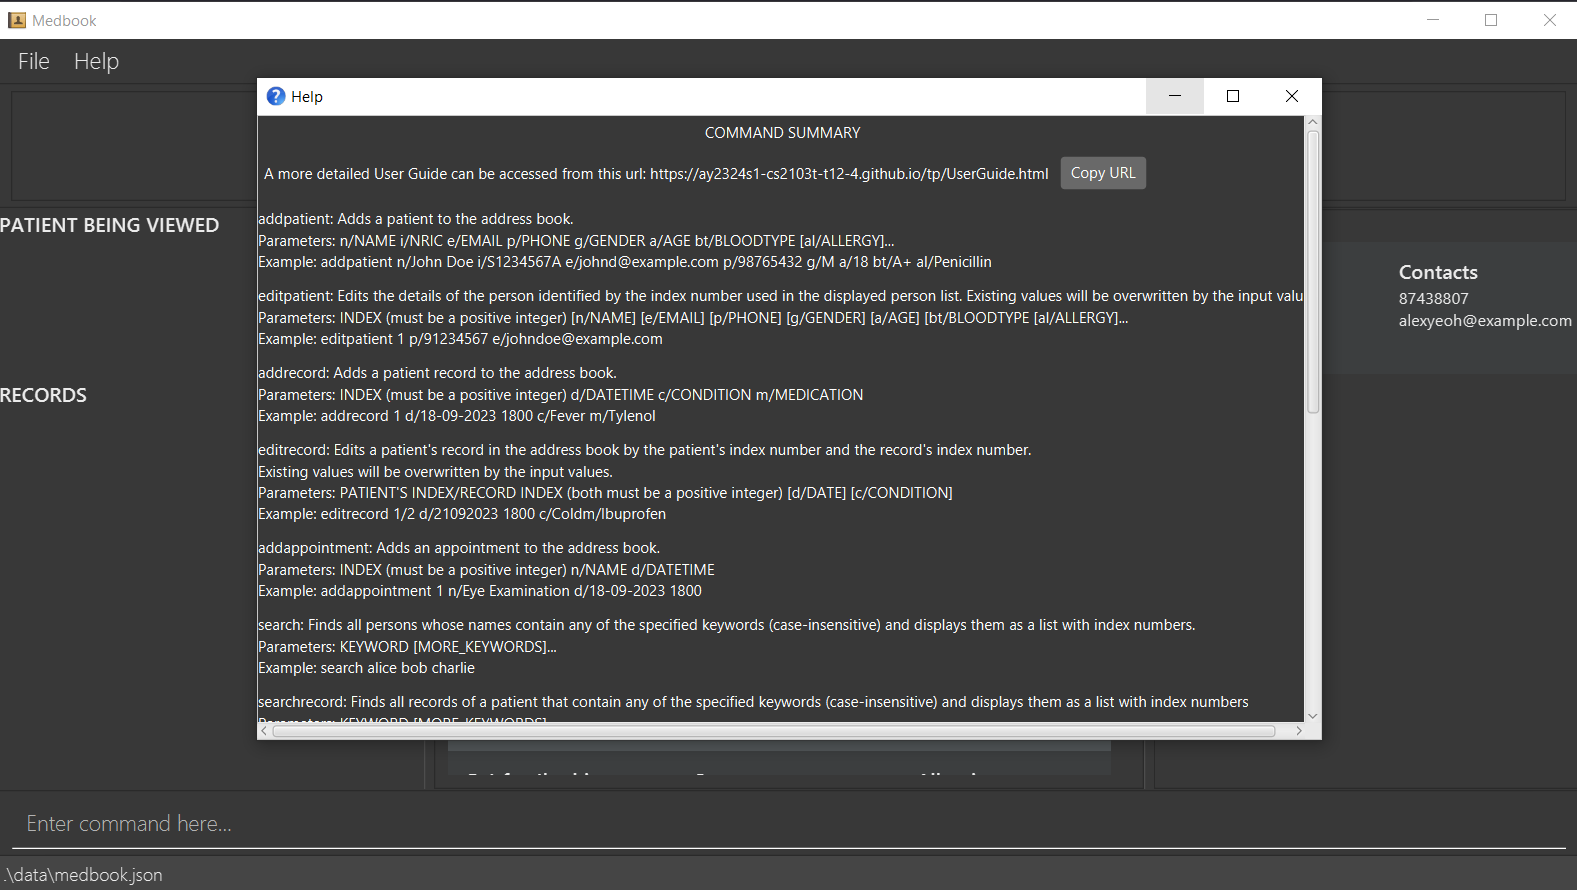 Medbook
File Help
Help
COMMAND SUMMARY
A more detailed User Guide can be accessed from this url: https://ay2324s1-cs2103t-t12-4.github.io/tp/UserGuide.html Copy URL
addpatient: Adds a patient to the address book.
Parameters: n/NAME i/NRIC e/EMAIL p/PHONE g/GENDER a/AGE bt/BLOODTYPE [al/ALLERGY]...
Example: addpatient n/John Doe i/S1234567A e/johnd@example.com p/98765432 g/M a/18 bt/A+ al/Penicillin
editpatient: Edits the details of the person identified by the index number used in the displayed person list. Existing values will be overwritten by the input valu
Parameters: INDEX (must be a positive integer) [n/NAME] [e/EMAIL] [p/PHONE] [g/GENDER] [a/AGE] [bt/BLOODTYPE [al/ALLERGY]...
Example: editpatient 1 p/91234567 e/johndoe@example.com
addrecord: Adds a patient record to the address book.
Parameters: INDEX (must be a positive integer) d/DATETIME c/CONDITION m/MEDICATION
Example: addrecord 1 d/18-09-2023 1800 c/Fever m/Tylenol
editrecord: Edits a patient's record in the address book by the patient's index number and the record's index number.
Existing values will be overwritten by the input values.
Parameters: PATIENT'S INDEX/RECORD INDEX (both must be a positive integer) [d/DATE] [c/CONDITION]
Example: editrecord 1/2 d/21092023 1800 c/Coldm/Ibuprofen
addappointment: Adds an appointment to the address book.
Parameters: INDEX (must be a positive integer) n/NAME d/DATETIME
Example: addappointment 1 n/Eye Examination d/18-09-2023 1800
search: Finds all persons whose names contain any of the specified keywords (case-insensitive) and displays them as a list with index numbers.
Parameters: KEYWORD [MORE_KEYWORDS]...
Example: search alice bob charlie
searchrecord: Finds all records of a patient that contain any of the specified keywords (case-insensitive) and displays them as a list with index numbers
Parameters: KEYWORD [MORE_KEYWORDS]
PATIENT BEING VIEWED
RECORDS
Contacts
87438807
alexyeoh@example.com
Enter command here...
.\data\medbook.json